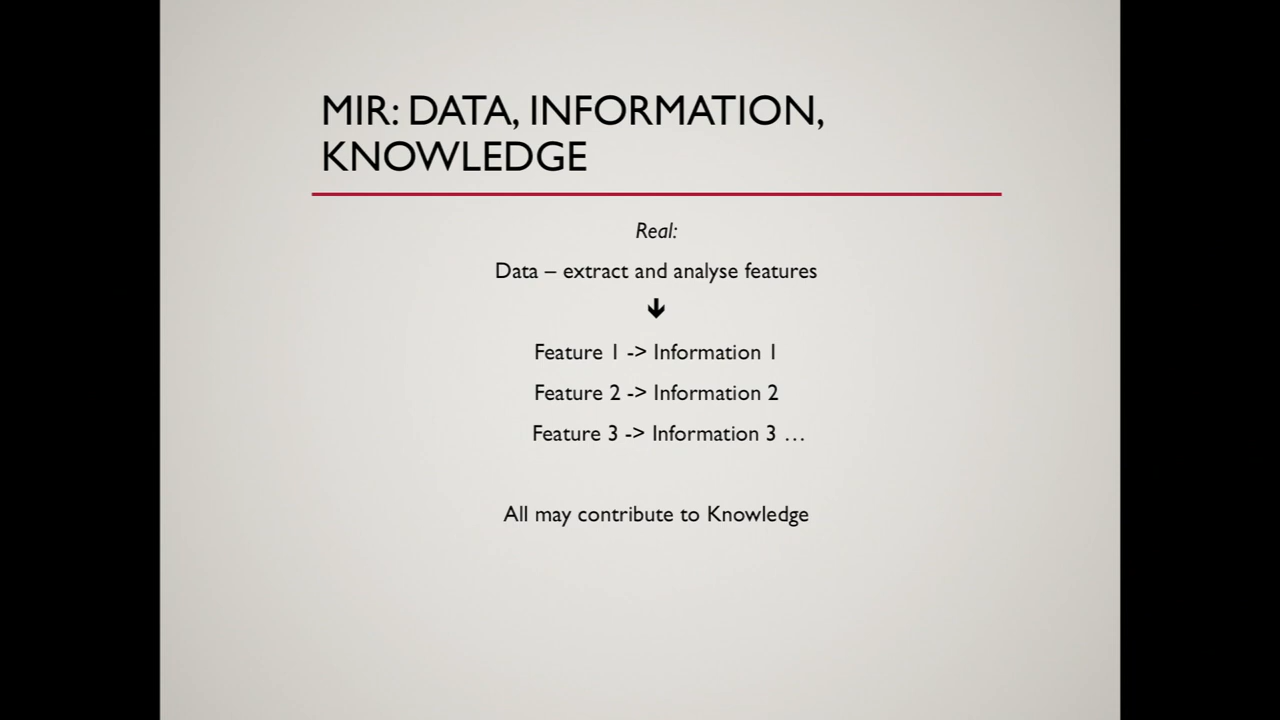 MIR: DATA, INFORMATION,
KNOWLEDGE
Real:
Data – extract and analyse features
🡻
Feature 1 -> Information 1
Feature 2 -> Information 2
Feature 3 -> Information 3 …
All may contribute to Knowledge